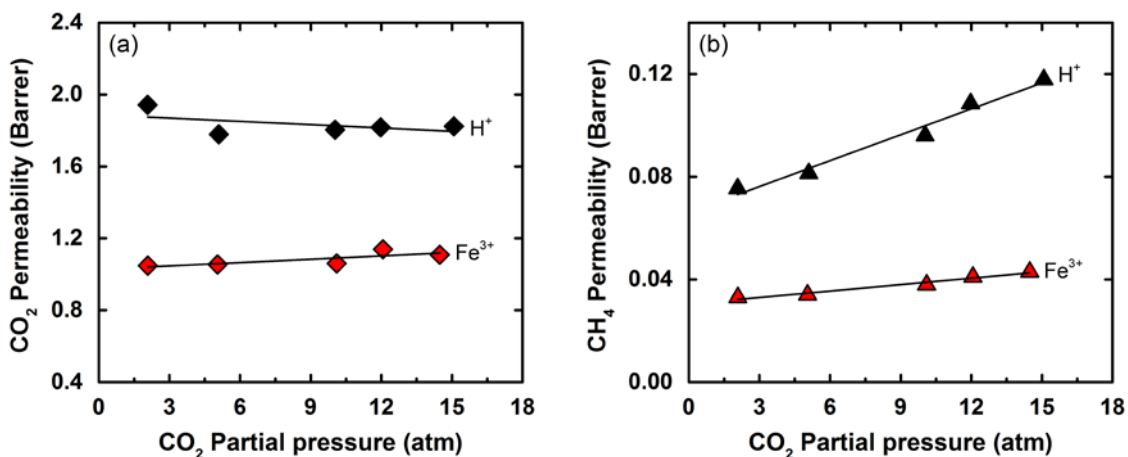 (a)
CO₂ Permeability (Barrer)
2.4
2.0
1.6
1.2
0.8
0.4
H⁺
Fe³⁺
0 3 6 9 12 15 18
CO₂ Partial pressure (atm)
(b)
CH₄ Permeability (Barrer)
0.12
0.08
0.04
0.00
H⁺
Fe³⁺
0 3 6 9 12 15 18
CO₂ Partial pressure (atm)